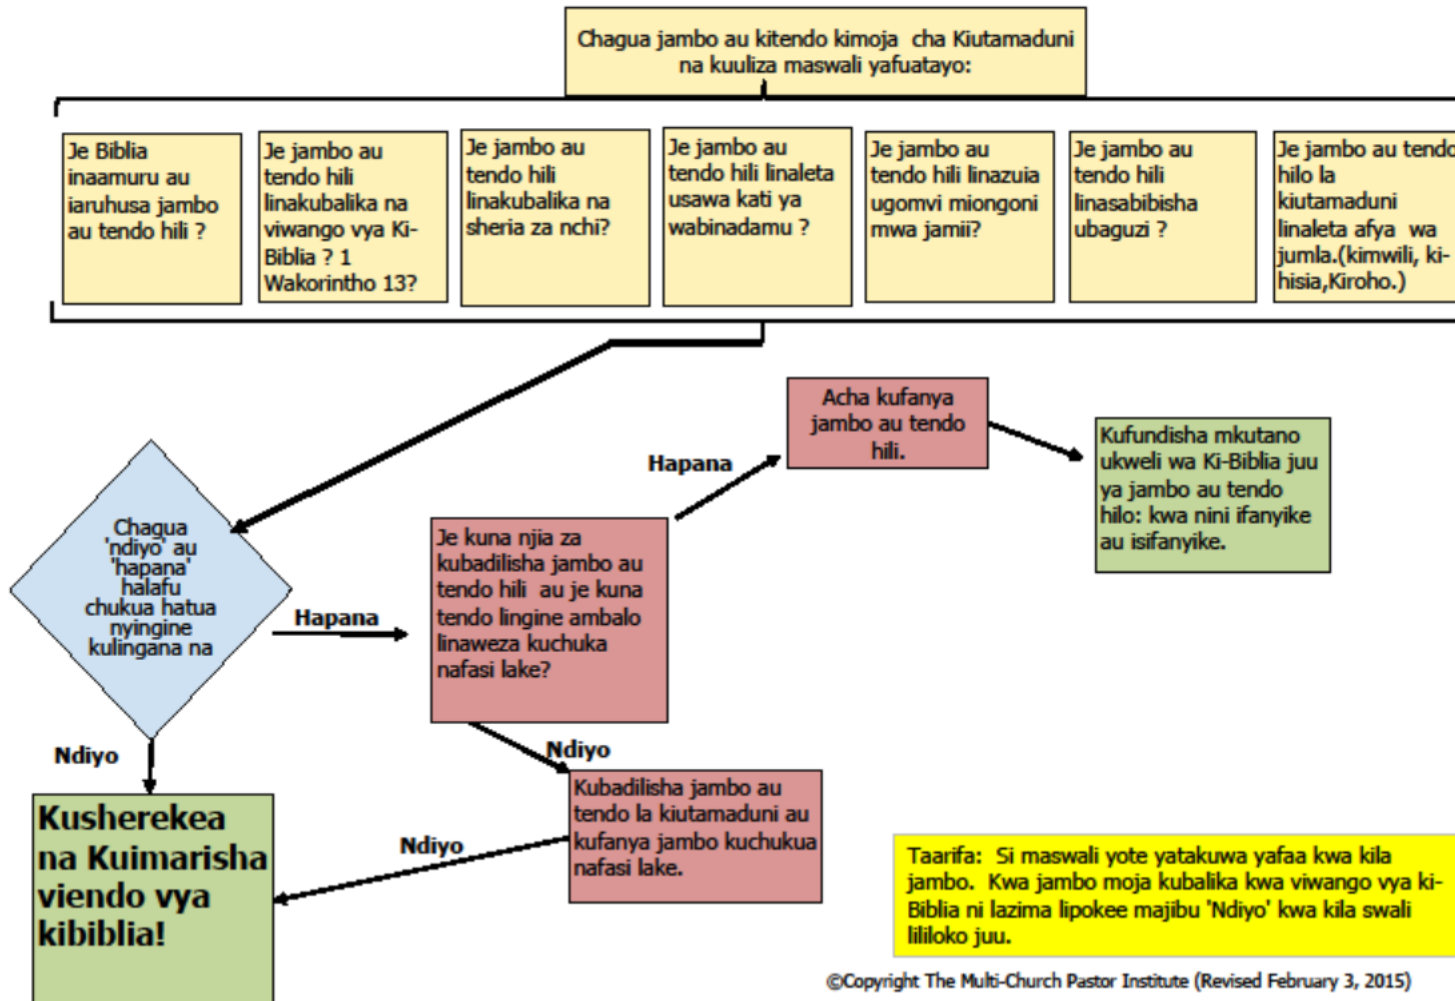 Chagua jambo au kitendo kimoja cha Kiutamaduni
na kuuliza maswali yafuatayo:
Je Biblia
inaamuru au
iaruhusa jambo
au tendo hili ?
Je jambo au
tendo hili
linakubalika na
viwango vya Ki-
Biblia ? 1
Wakorintho 13?
Je jambo au
tendo hili
linakubalika na
sheria za nchi?
Je jambo au
tendo hili linaleta
usawa kati ya
wabinadamu ?
Je jambo au
tendo hili linazuia
ugomvi miongoni
mwa jamii?
Je jambo au
tendo hili
linasabibisha
ubaguzi ?
Je jambo au tendo
hilo la
kiutamaduni
linaleta afya wa
jumla.(kimwili, ki-
hisia,Kiroho.)
Acha kufanya
jambo au tendo
hili.
Hapana
Kufundisha mkutano
ukweli wa Ki-Biblia juu
ya jambo au tendo
hilo: kwa nini ifanyike
au isifanyike.
Chagua
'ndiyo' au
'hapana'
halafu
chukua hatua
nyingine
kulingana na
Hapana
Je kuna njia za
kubadilisha jambo au
tendo hili au je kuna
tendo lingine ambalo
linaweza kuchuka
nafasi lake?
Ndiyo
Ndiyo
Kubadilisha jambo au
tendo la kiutamaduni au
kufanya jambo kuchukua
nafasi lake.
Ndiyo
Kusherekea
na Kuimarisha
viendo vya
kibiblia!
Taarifa: Si maswali yote yatakuwa yafaa kwa kila
jambo. Kwa jambo moja kubalika kwa viwango vya ki-
Biblia ni lazima lipokee majibu 'Ndiyo' kwa kila swali
lililoko juu.
©Copyright The Multi-Church Pastor Institute (Revised February 3, 2015)